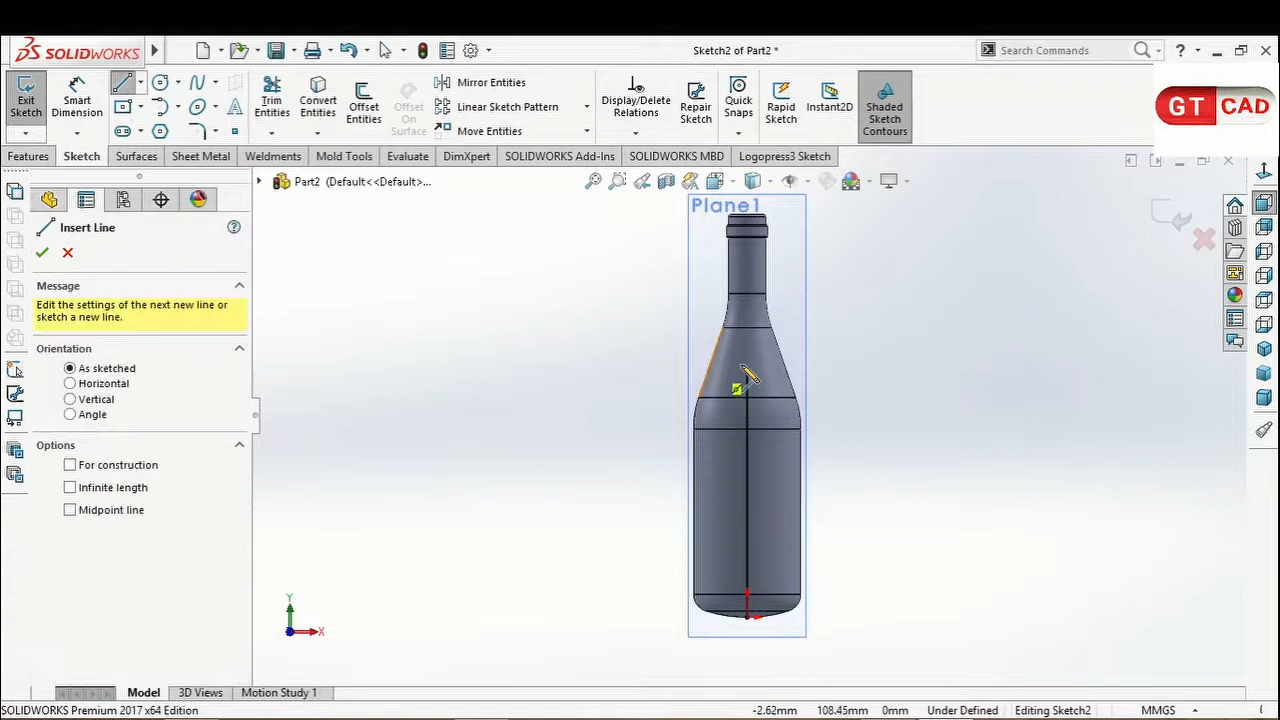 SOLIDWORKS
Sketch2 of Part2 *
Search Commands
?
GT CAD
Exit Sketch
Smart Dimension
Trim Entities
Convert Entities
Offset Entities
Offset On Surface
Mirror Entities
Linear Sketch Pattern
Move Entities
Display/Delete Relations
Repair Sketch
Quick Snaps
Rapid Sketch
Instant2D
Shaded Sketch Contours
Features
Sketch
Surfaces
Sheet Metal
Weldments
Mold Tools
Evaluate
DimXpert
SOLIDWORKS Add-Ins
SOLIDWORKS MBD
Logopress3 Sketch
Part2 (Default<<Default>...
Plane1
Insert Line
?
Message
Edit the settings of the next new line or
sketch a new line.
Orientation
As sketched
Horizontal
Vertical
Angle
Options
For construction
Infinite length
Midpoint line
Y
X
Model
3D Views
Motion Study 1
SOLIDWORKS Premium 2017 x64 Edition
-2.62mm
108.45mm
0mm
Under Defined
Editing Sketch2
MMGS